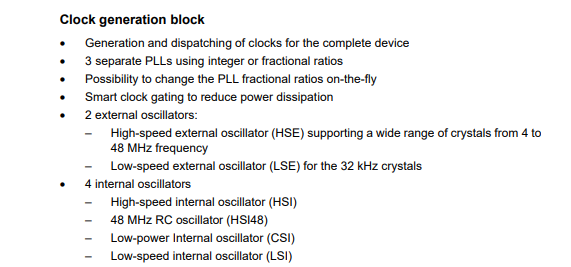 Clock generation block
• Generation and dispatching of clocks for the complete device
• 3 separate PLLs using integer or fractional ratios
• Possibility to change the PLL fractional ratios on-the-fly
• Smart clock gating to reduce power dissipation
• 2 external oscillators:
– High-speed external oscillator (HSE) supporting a wide range of crystals from 4 to
48 MHz frequency
– Low-speed external oscillator (LSE) for the 32 kHz crystals
• 4 internal oscillators
– High-speed internal oscillator (HSI)
– 48 MHz RC oscillator (HSI48)
– Low-power Internal oscillator (CSI)
– Low-speed internal oscillator (LSI)